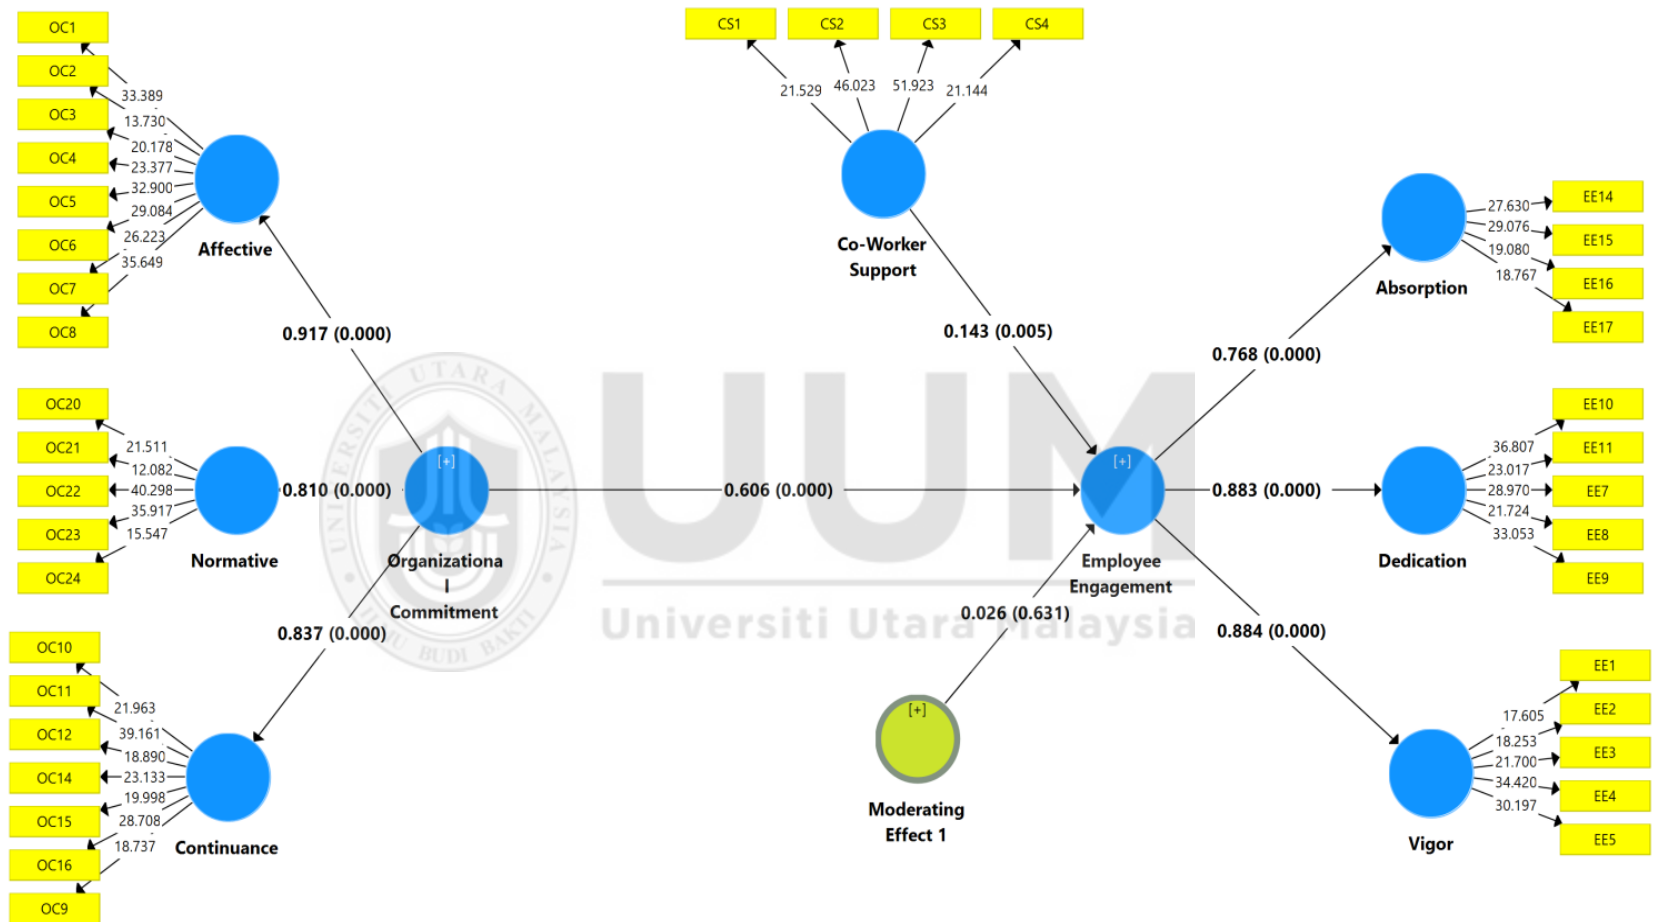 OC1
OC2
OC3
OC4
OC5
OC6
OC7
OC8
33.389
13.730
20.178
23.377
32.900
29.084
26.223
35.649
Affective
CS1
CS2
CS3
CS4
21.529
46.023
51.923
21.144
Co-Worker
Support
Absorption
27.630
29.076
19.080
18.767
EE14
EE15
EE16
EE17
0.917 (0.000)
0.143 (0.005)
0.768 (0.000)
OC20
OC21
OC22
OC23
OC24
21.511
12.082
40.298
35.917
15.547
Normative
0.810 (0.000)
[+]
Organizationa
l
Commitment
0.606 (0.000)
[+]
Employee
Engagement
0.883 (0.000)
Dedication
36.807
23.017
28.970
21.724
33.053
EE10
EE11
EE7
EE8
EE9
UNIVERSITI UTARA MALAYSIA
ILMU BUDI BAKTI
UUM
Universiti Utara Malaysia
0.837 (0.000)
0.026 (0.631)
0.884 (0.000)
OC10
OC11
OC12
OC14
OC15
OC16
OC9
21.963
39.161
18.890
23.133
19.998
28.708
18.737
Continuance
[+]
Moderating
Effect 1
Vigor
17.605
18.253
21.700
34.420
30.197
EE1
EE2
EE3
EE4
EE5